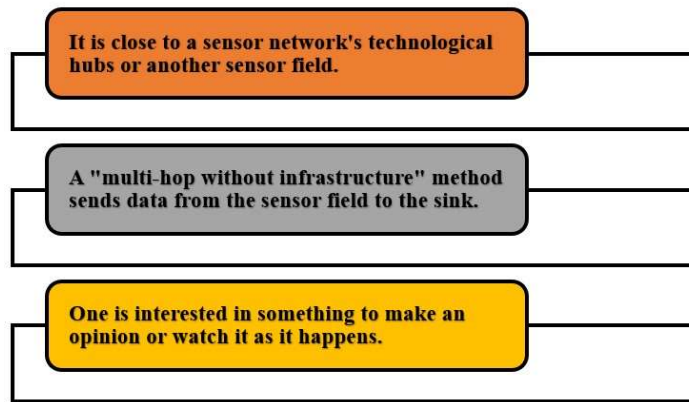 It is close to a sensor network's technological
hubs or another sensor field.
A "multi-hop without infrastructure" method
sends data from the sensor field to the sink.
One is interested in something to make an
opinion or watch it as it happens.